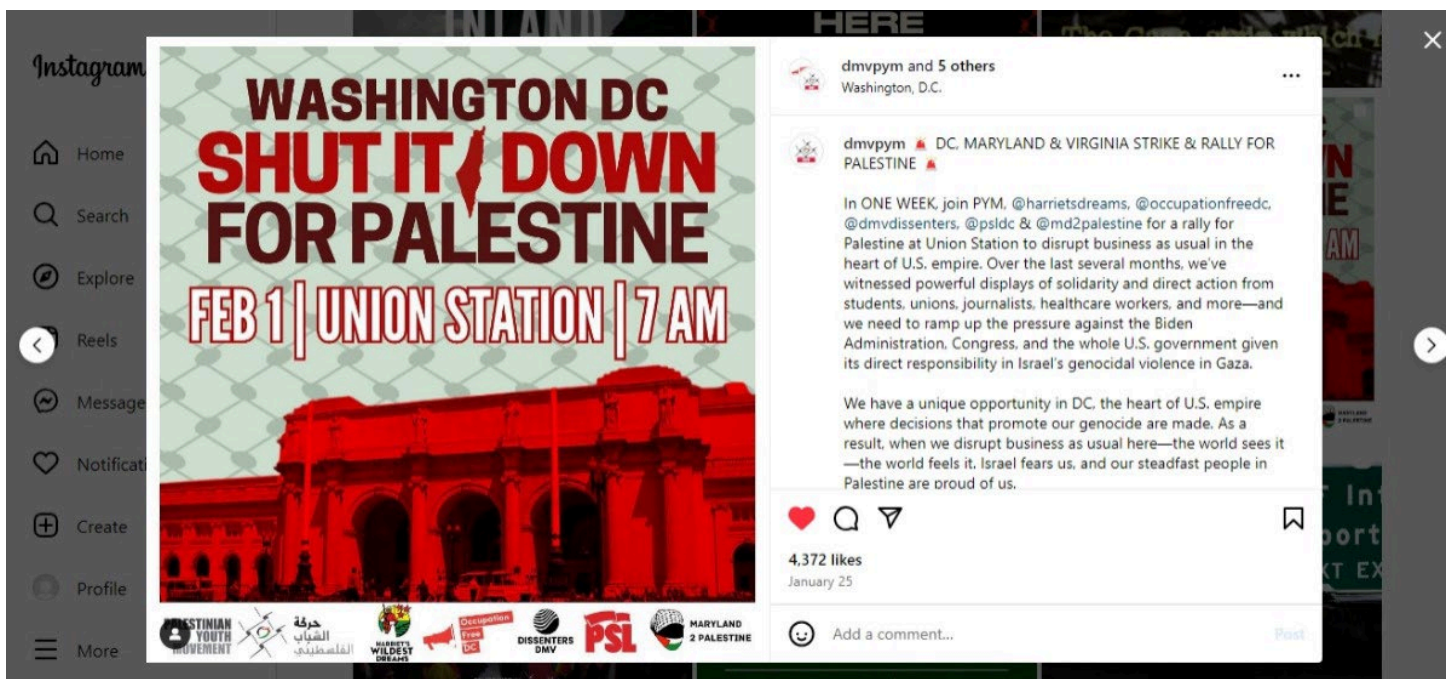 INLAND
HERE
Instagram
Home
Search
Explore
Reels
Message
Notificati
Create
Profile
More
WASHINGTON DC
SHUT IT DOWN
FOR PALESTINE
FEB 1 | UNION STATION | 7 AM
PALESTINIAN
YOUTH
MOVEMENT
حركة
الشباب
الفلسطيني
HARRIET'S
WILDEST
DREAMS
Occupation
Free
DC
DISSENTERS
DMV
PSL
MARYLAND
2 PALESTINE
dmvpym and 5 others
Washington, D.C.
dmvpym 🚨 DC, MARYLAND & VIRGINIA STRIKE & RALLY FOR
PALESTINE 🚨
In ONE WEEK, join PYM, @harrietsdreams, @occupationfreedc,
@dmvdissenters, @psldc & @md2palestine for a rally for
Palestine at Union Station to disrupt business as usual in the
heart of U.S. empire. Over the last several months, we've
witnessed powerful displays of solidarity and direct action from
students, unions, journalists, healthcare workers, and more—and
we need to ramp up the pressure against the Biden
Administration, Congress, and the whole U.S. government given
its direct responsibility in Israel's genocidal violence in Gaza.
We have a unique opportunity in DC, the heart of U.S. empire
where decisions that promote our genocide are made. As a
result, when we disrupt business as usual here—the world sees it
—the world feels it. Israel fears us, and our steadfast people in
Palestine are proud of us.
4,372 likes
January 25
Add a comment...
Post
AM
MARYLAND
2 PALESTINE